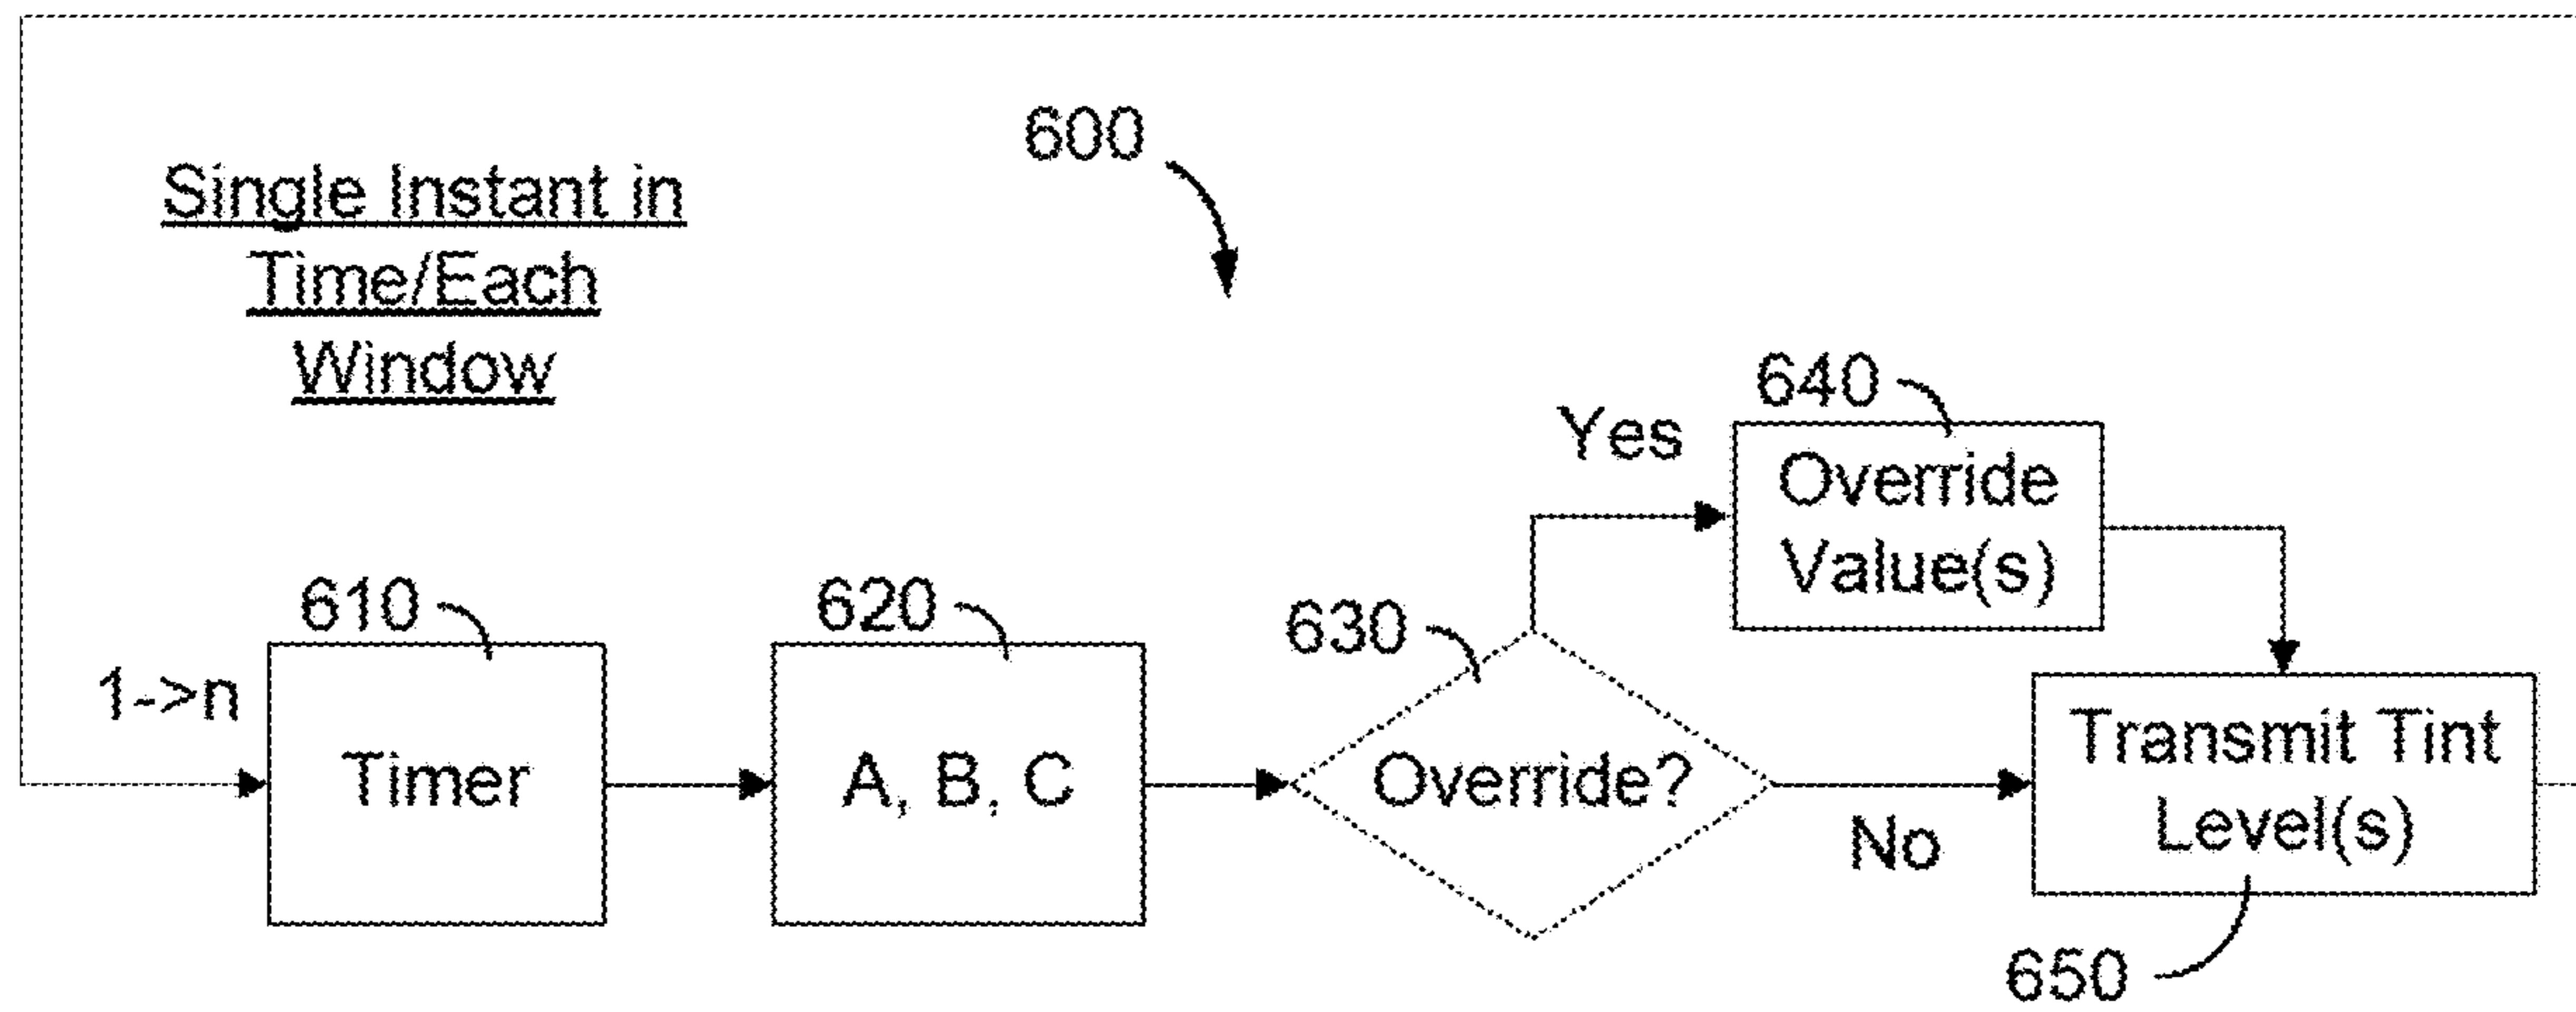 600
Single Instant in
Time/Each
Window
640
Yes
Override
Value(s)
610
620
630
1->n
Timer
A, B, C
Override?
Transmit Tint
Level(s)
No
650